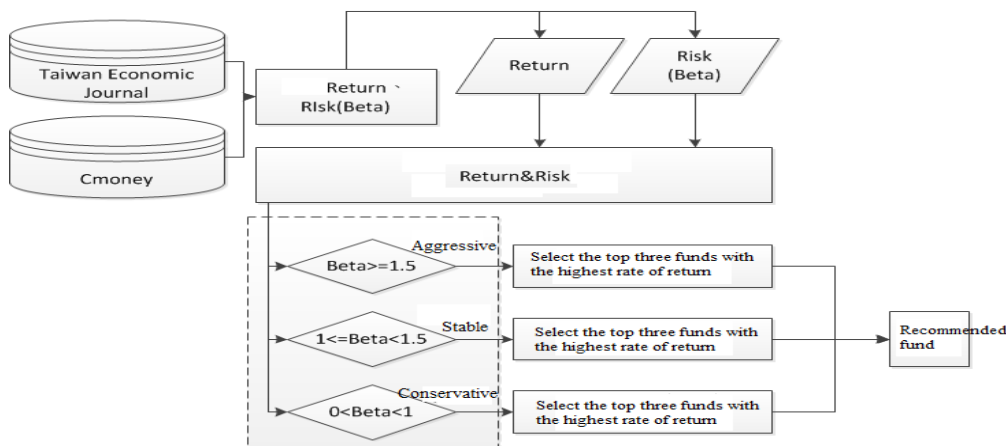 Taiwan Economic
Journal
Cmoney
Return、
RIsk(Beta)
Return
Risk
(Beta)
Return&Risk
Beta>=1.5
Aggressive
Select the top three funds with
the highest rate of return
1<=Beta<1.5
Stable
Select the top three funds with
the highest rate of return
0<Beta<1
Conservative
Select the top three funds with
the highest rate of return
Recommended
fund